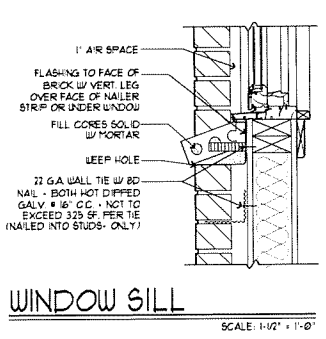 1" AIR SPACE
FLASHING TO FACE OF
BRICK W/ VERT. LEG
OVER FACE OF NAILER
STRIP OR UNDER WINDOW
FILL CORES SOLID
W/ MORTAR
WEEP HOLE
22 GA. WALL TIE W/ 8D
NAIL - BOTH HOT DIPPED
GALV. @ 16" C.C. - NOT TO
EXCEED 3.25 SF. PER TIE
(NAILED INTO STUDS- ONLY)
WINDOW SILL
SCALE: 1-1/2" = 1'-0"